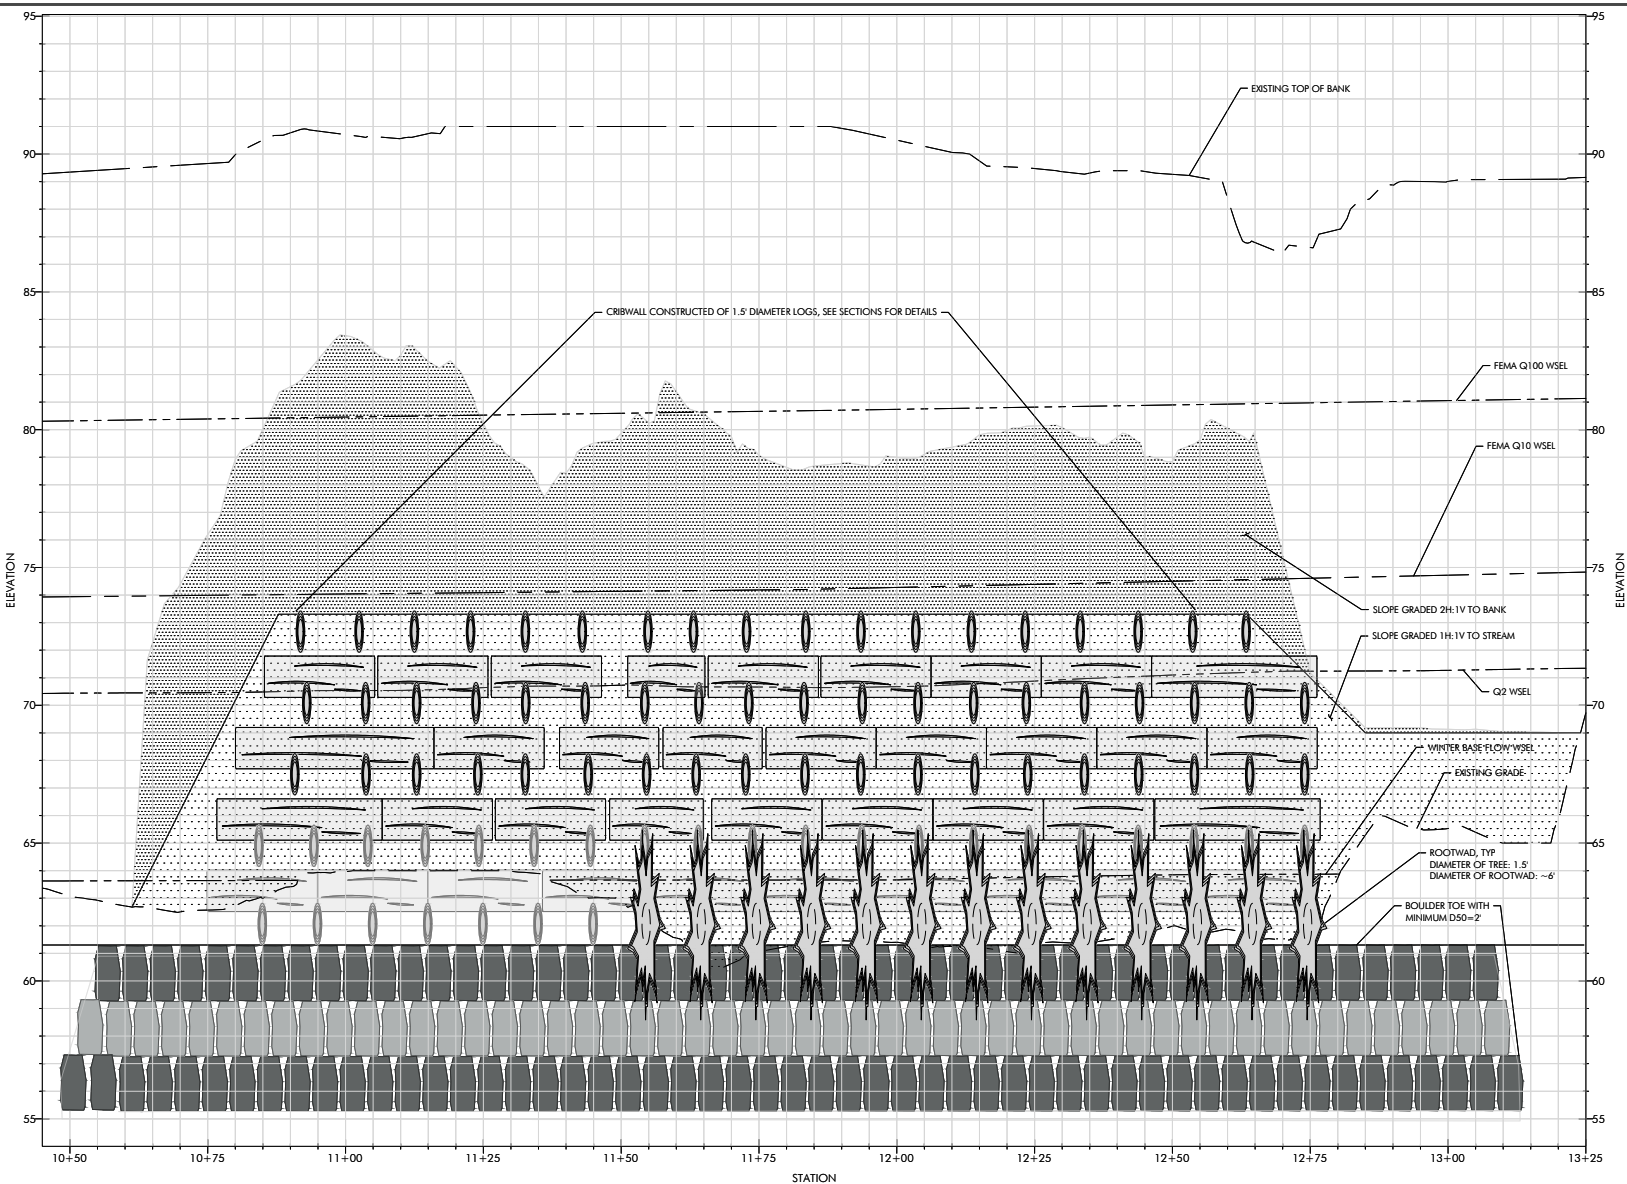 95
95
EXISTING TOP OF BANK
90
90
85
85
CRIBWALL CONSTRUCTED OF 1.5' DIAMETER LOGS, SEE SECTIONS FOR DETAILS
FEMA Q100 WSEL
80
80
FEMA Q10 WSEL
75
75
ELEVATION
ELEVATION
SLOPE GRADED 2H:1V TO BANK
SLOPE GRADED 1H:1V TO STREAM
Q2 WSEL
70
70
WINTER BASE FLOW WSEL
EXISTING GRADE
65
65
ROOTWAD, TYP
DIAMETER OF TREE: 1.5'
DIAMETER OF ROOTWAD: ~6'
BOULDER TOE WITH
MINIMUM D50=2'
60
60
55
55
10+50 10+75 11+00 11+25 11+50 11+75 12+00 12+25 12+50 12+75 13+00 13+25
STATION